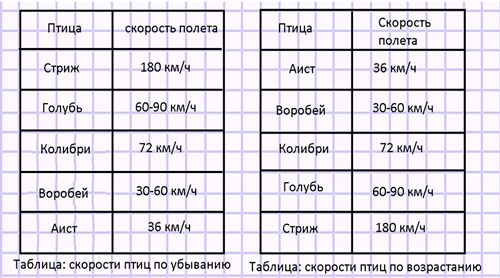 Птица скорость полета
Стриж 180 км/ч
Голубь 60-90 км/ч
Колибри 72 км/ч
Воробей 30-60 км/ч
Аист 36 км/ч
Таблица: скорости птиц по убыванию
Птица Скорость
полета
Аист 36 км/ч
Воробей 30-60 км/ч
Колибри 72 км/ч
Голубь 60-90 км/ч
Стриж 180 км/ч
Таблица: скорости птиц по возрастанию